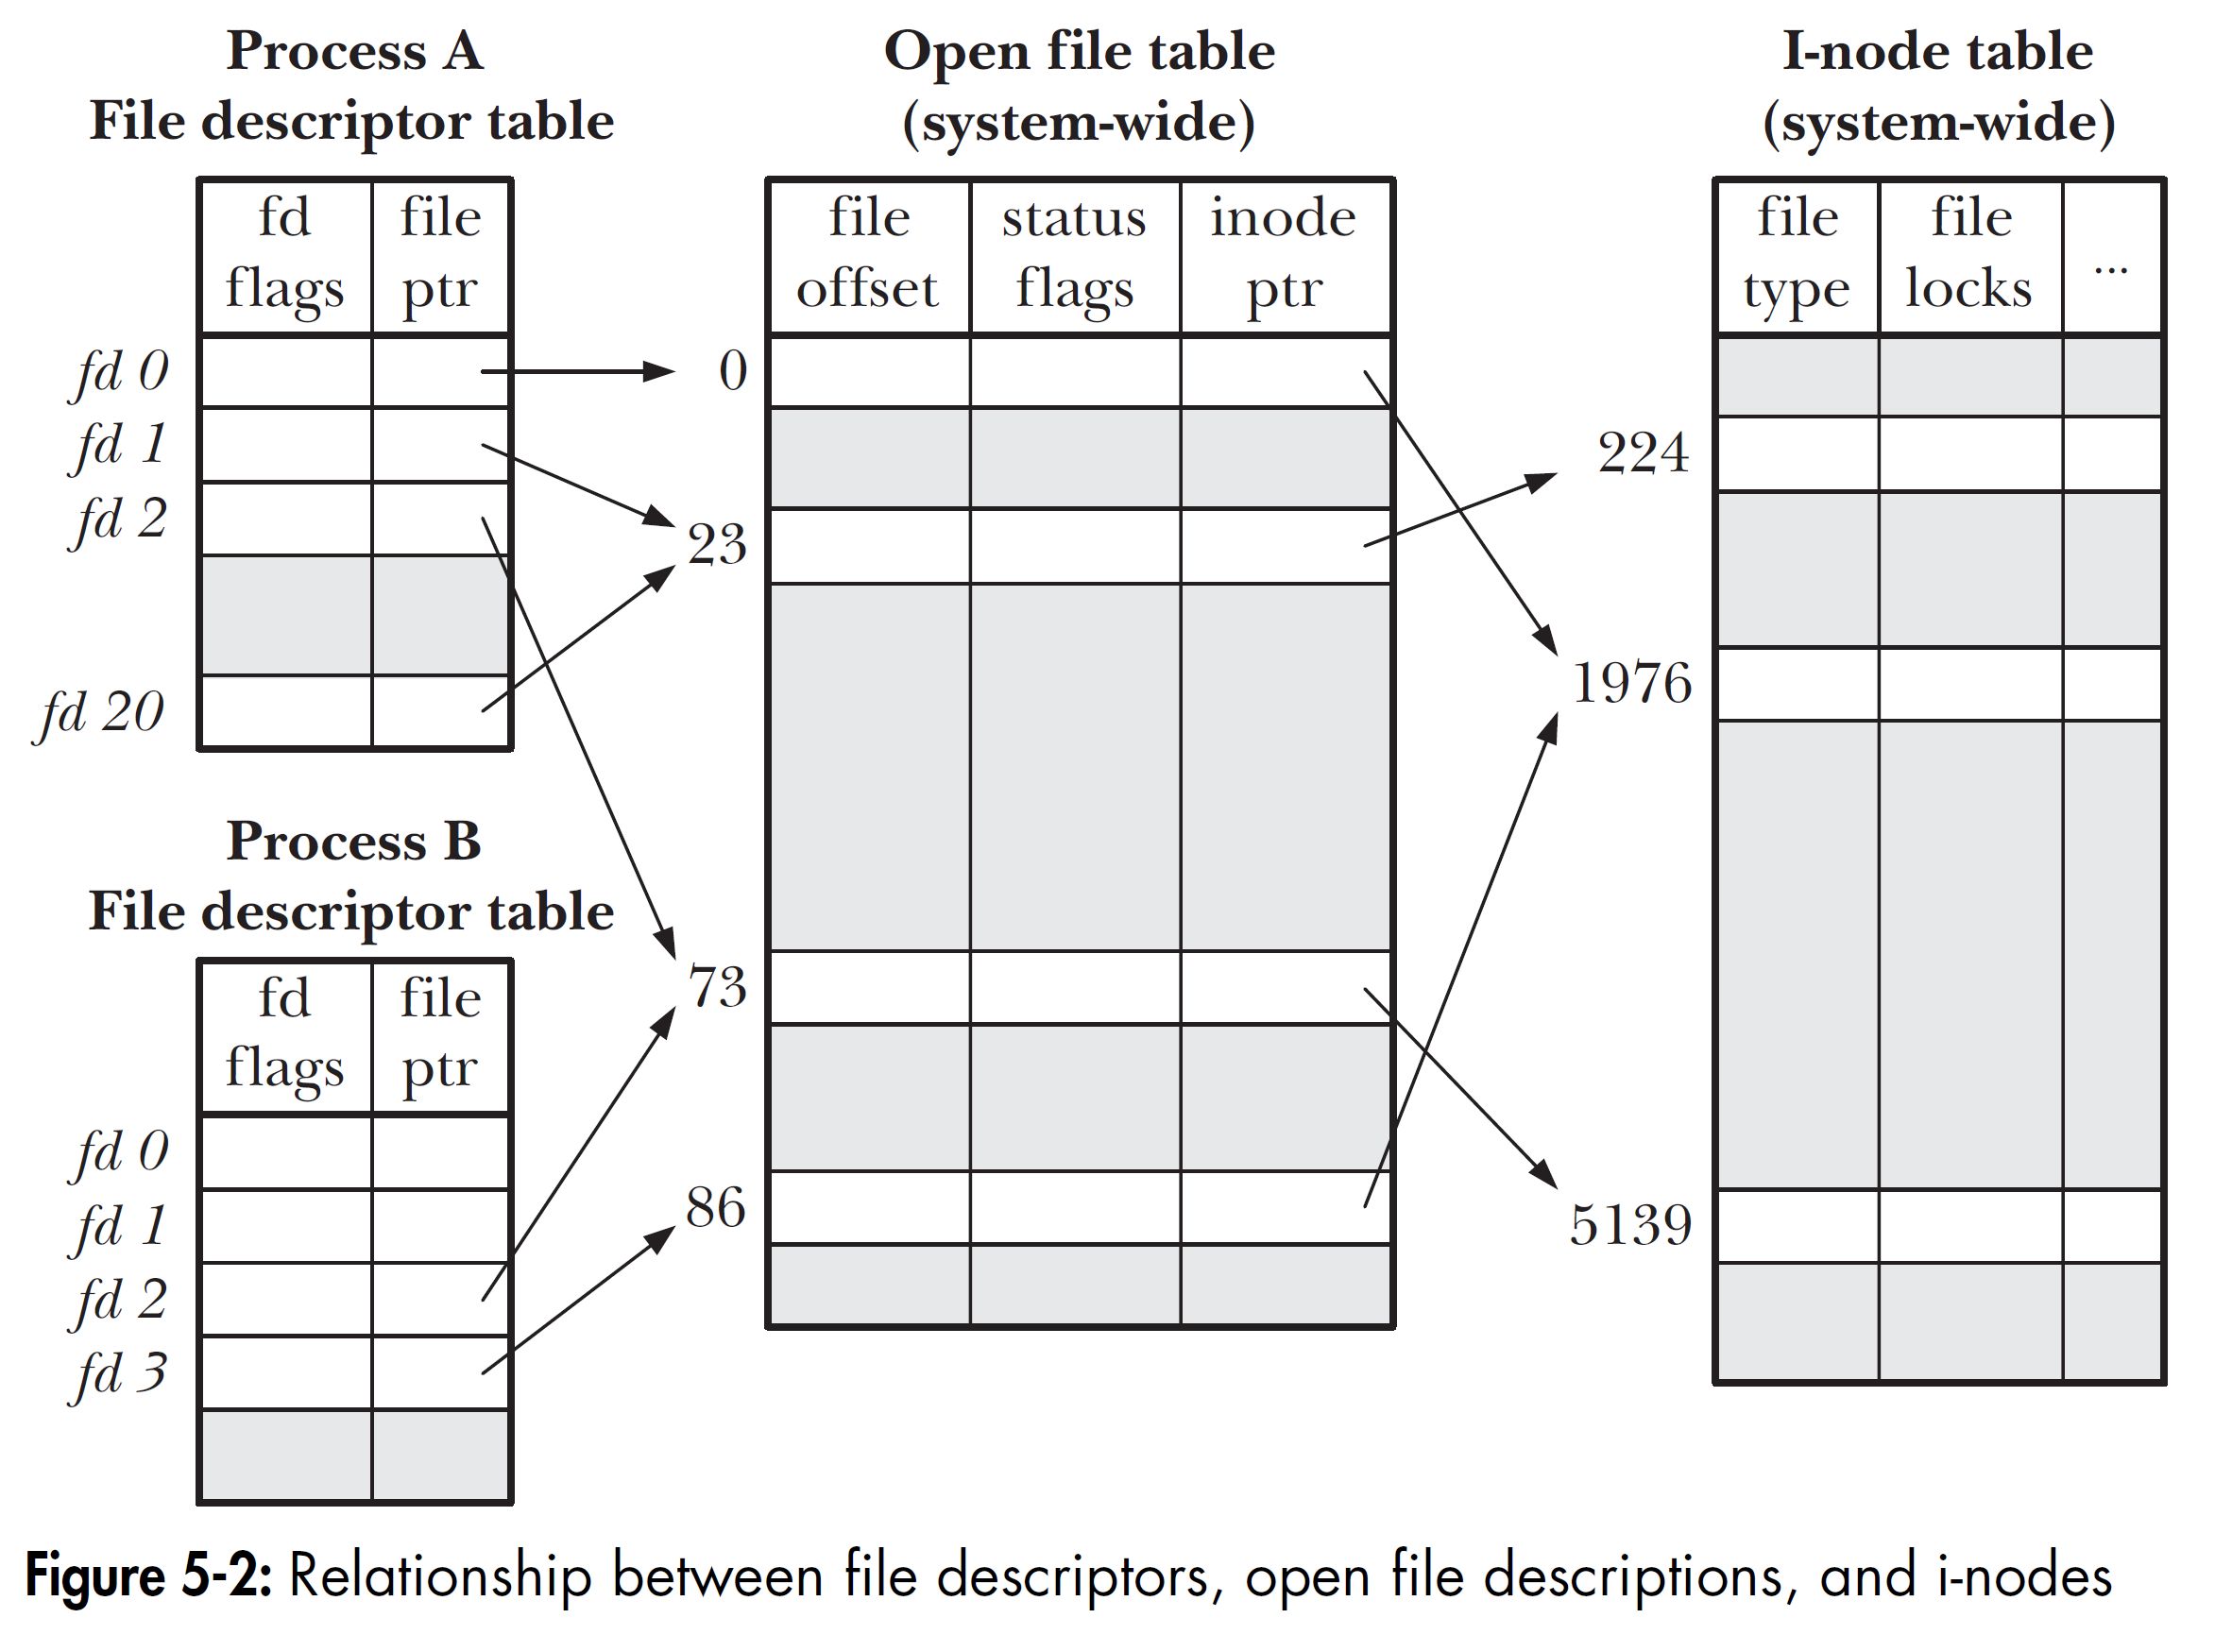 Process A
File descriptor table
fd flags
file ptr
fd 0
fd 1
fd 2
fd 20
Process B
File descriptor table
fd flags
file ptr
fd 0
fd 1
fd 2
fd 3
Open file table
(system-wide)
file offset
status flags
inode ptr
0
23
73
86
I-node table
(system-wide)
file type
file locks
...
224
1976
5139
Figure 5-2: Relationship between file descriptors, open file descriptions, and i-nodes